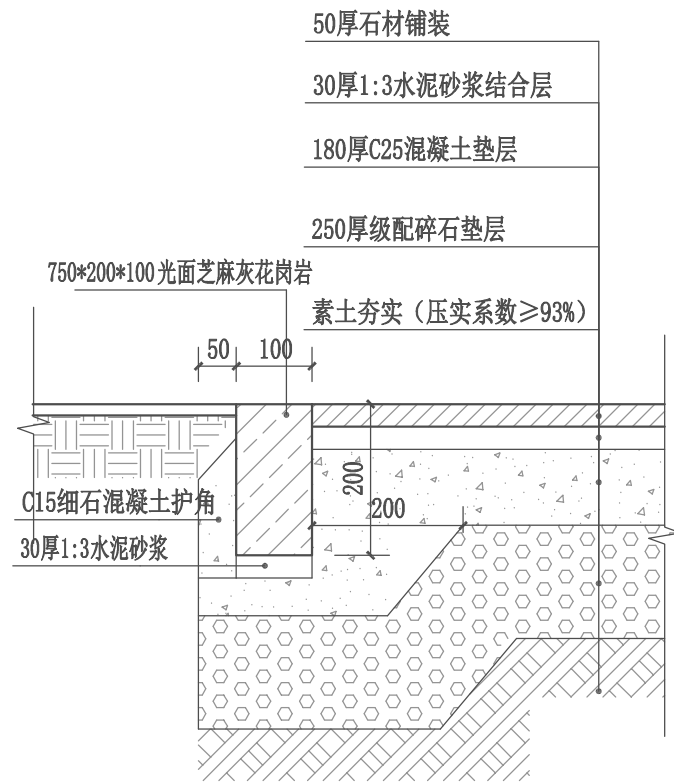 50厚石材铺装
30厚1:3水泥砂浆结合层
180厚C25混凝土垫层
250厚级配碎石垫层
750*200*100光面芝麻灰花岗岩
素土夯实（压实系数≥93%）
50
100
200
200
C15细石混凝土护角
30厚1:3水泥砂浆